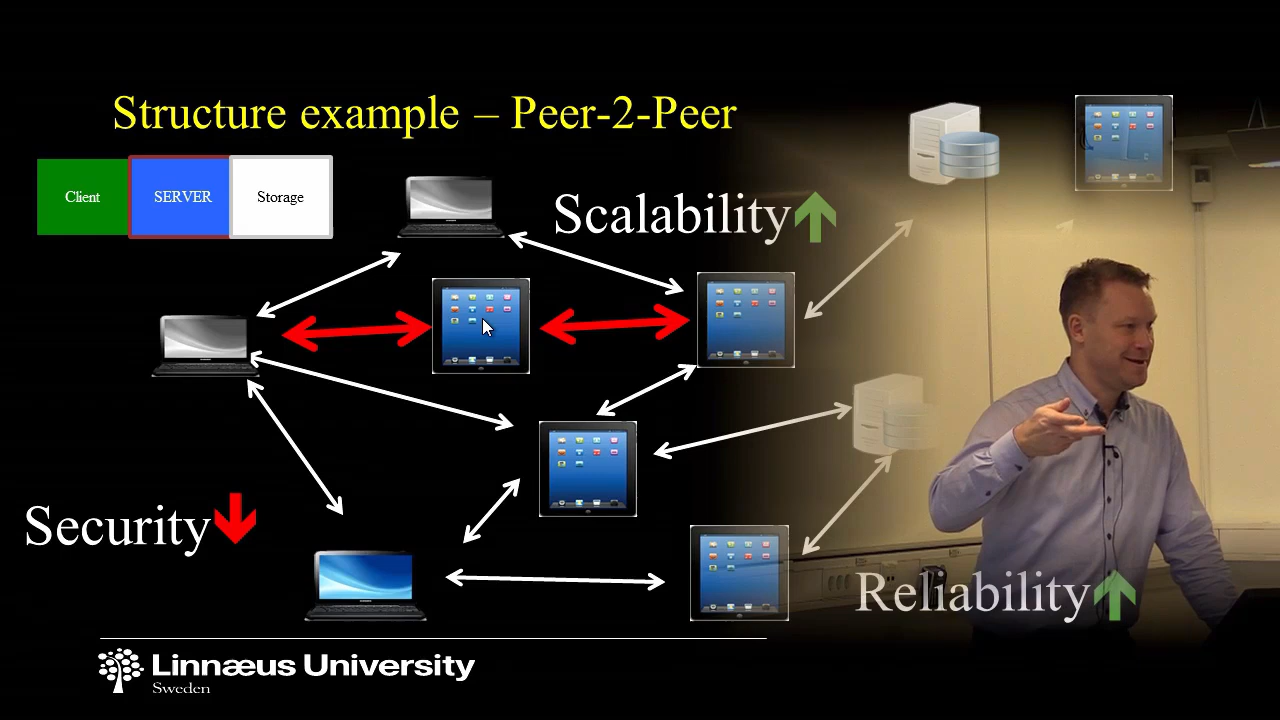 Structure example – Peer-2-Peer
Client
SERVER
Storage
Scalability
Security
Reliability
Linnæus University
Sweden